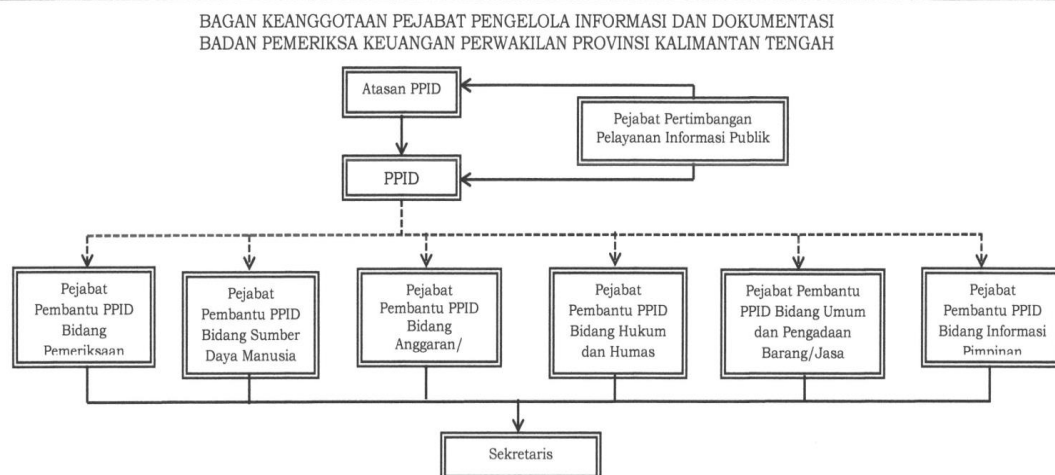 BAGAN KEANGGOTAAN PEJABAT PENGELOLA INFORMASI DAN DOKUMENTASI
BADAN PEMERIKSA KEUANGAN PERWAKILAN PROVINSI KALIMANTAN TENGAH
Atasan PPID
Pejabat Pertimbangan
Pelayanan Informasi Publik
PPID
Pejabat
Pembantu PPID
Bidang
Pemeriksaan
Pejabat
Pembantu PPID
Bidang Sumber
Daya Manusia
Pejabat
Pembantu PPID
Bidang
Anggaran/
Pejabat
Pembantu PPID
Bidang Hukum
dan Humas
Pejabat Pembantu
PPID Bidang Umum
dan Pengadaan
Barang/Jasa
Pejabat
Pembantu PPID
Bidang Informasi
Pimpinan
Sekretaris